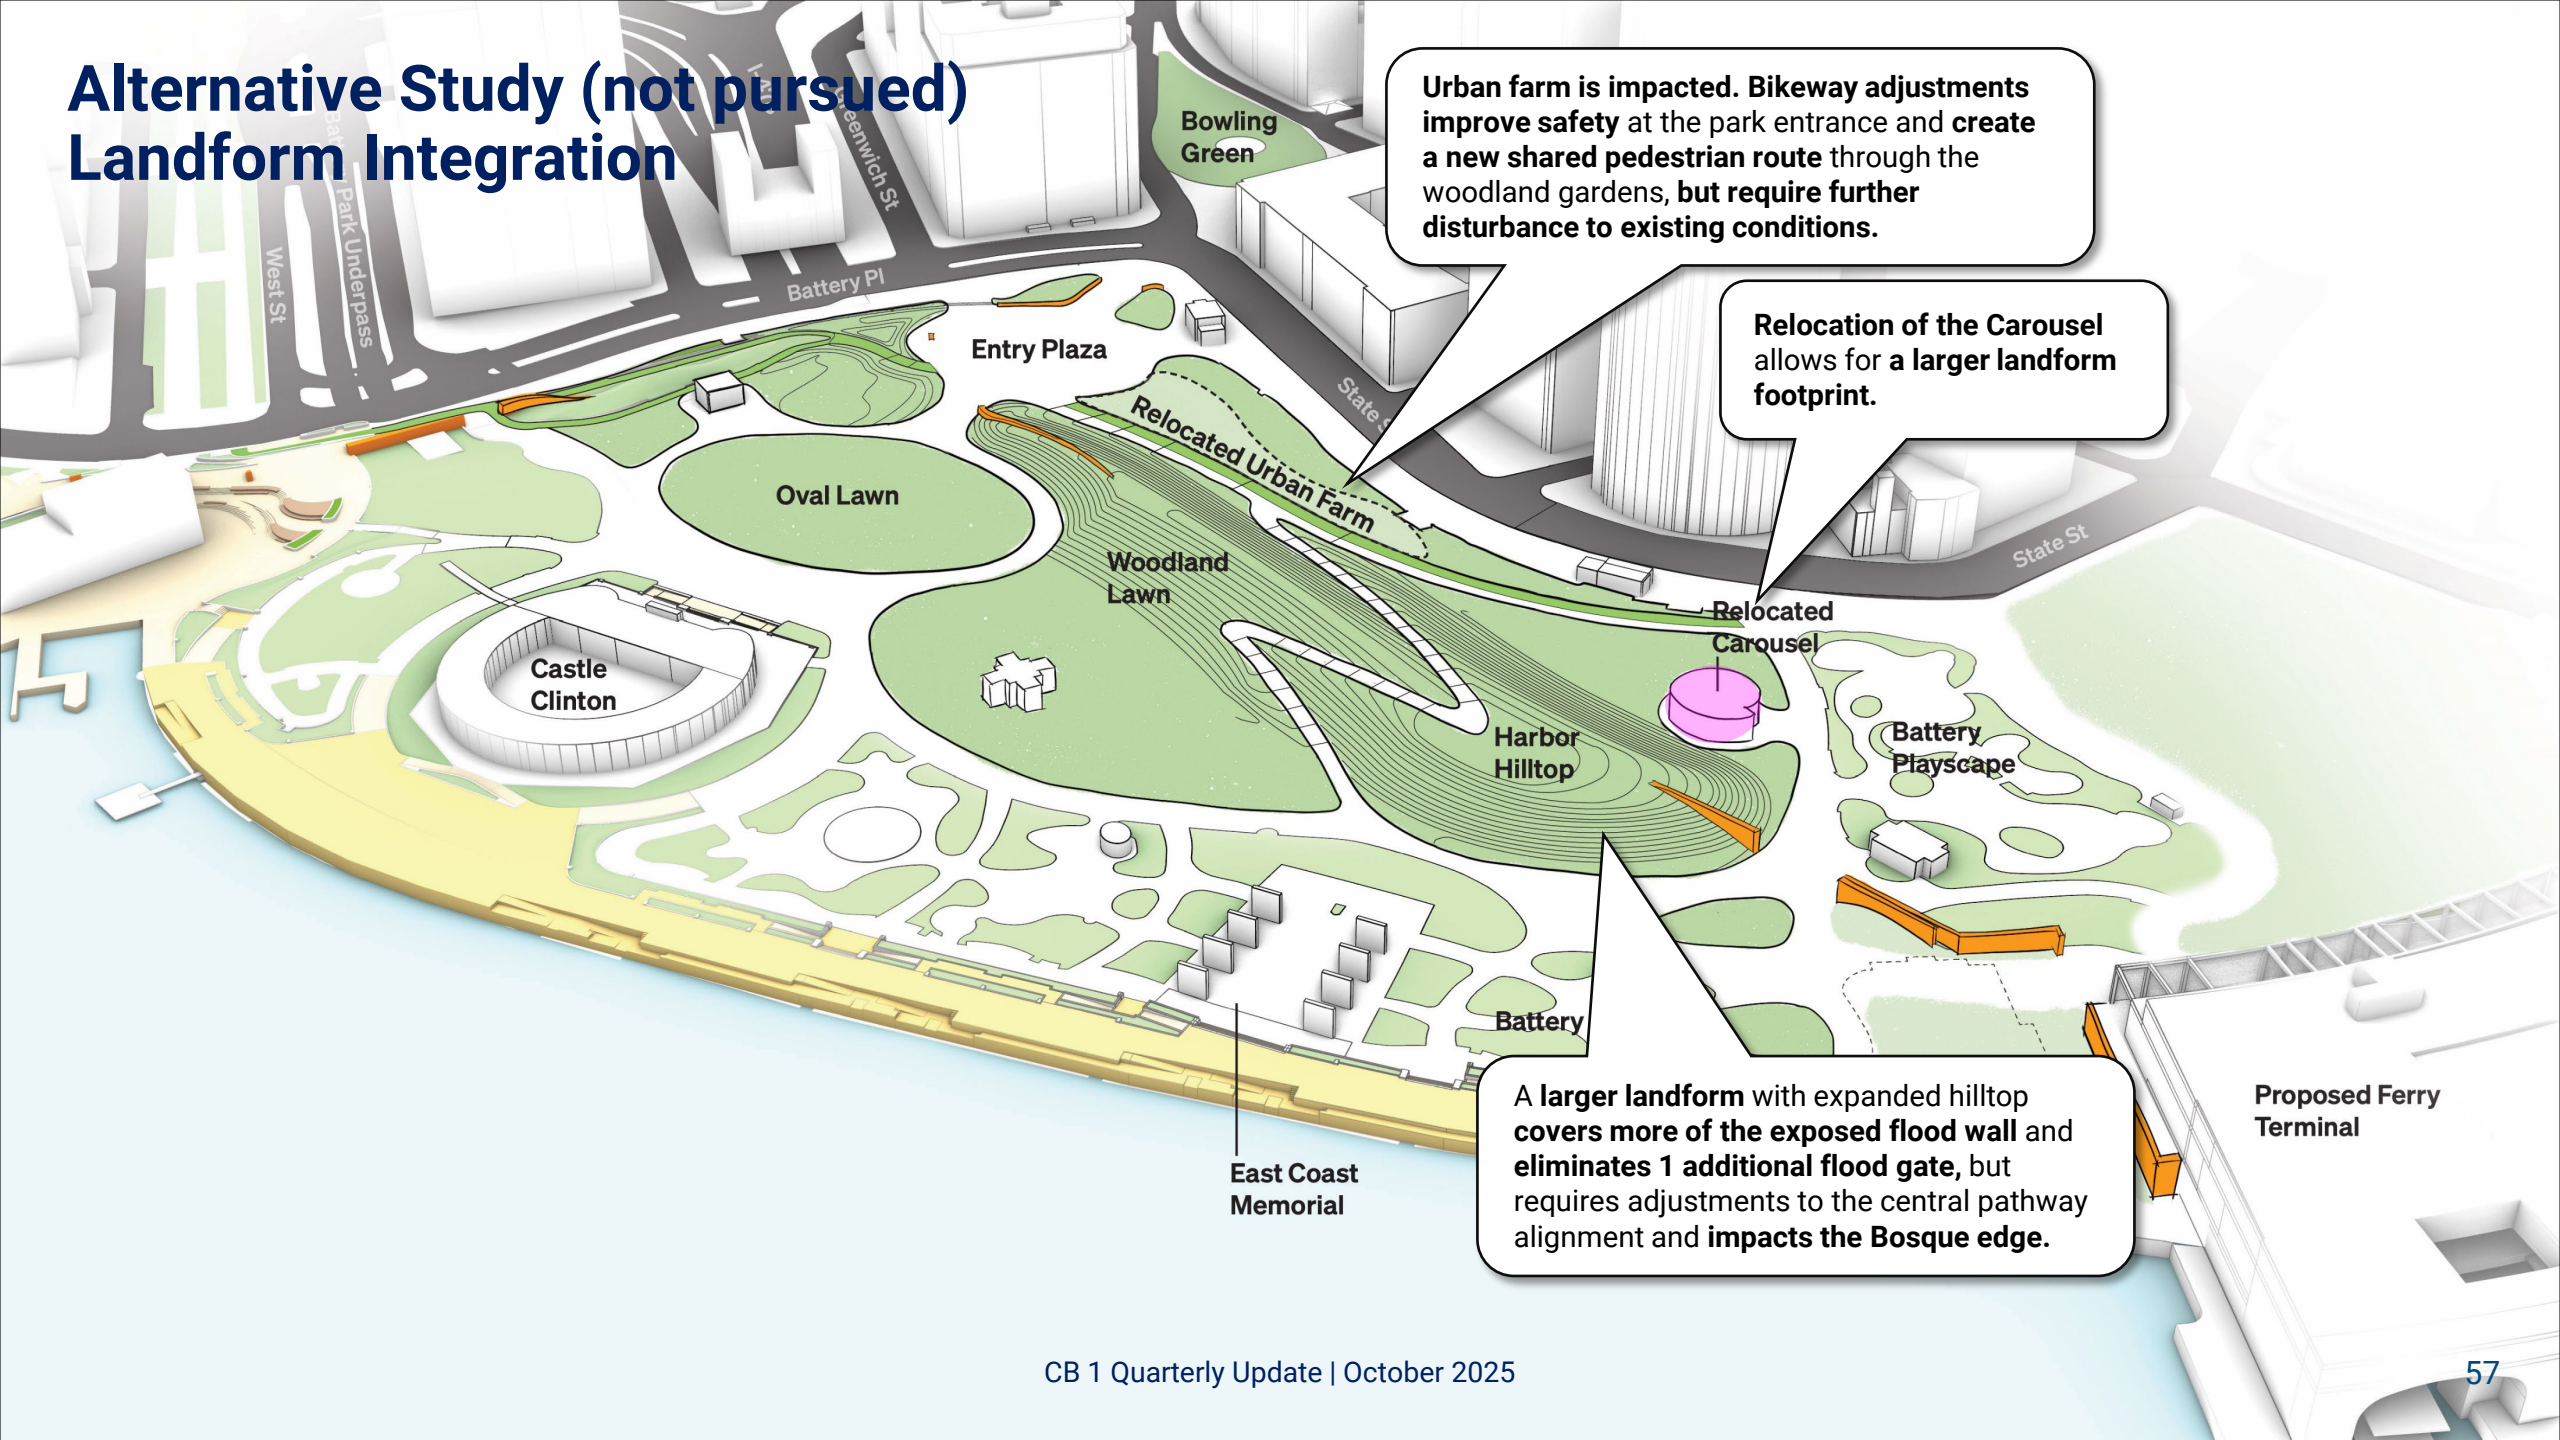 Alternative Study (not pursued)
Landform Integration
Urban farm is impacted. Bikeway adjustments
improve safety at the park entrance and create
a new shared pedestrian route through the
woodland gardens, but require further
disturbance to existing conditions.
Relocation of the Carousel
allows for a larger landform
footprint.
Bowling
Green
Greenwich St
West St
Battery Park Underpass
Battery Pl
State S
State St
Entry Plaza
Relocated Urban Farm
Oval Lawn
Woodland
Lawn
Relocated
Carousel
Castle
Clinton
Harbor
Hilltop
Battery
Playscape
Battery
A larger landform with expanded hilltop
covers more of the exposed flood wall and
eliminates 1 additional flood gate, but
requires adjustments to the central pathway
alignment and impacts the Bosque edge.
East Coast
Memorial
Proposed Ferry
Terminal
CB 1 Quarterly Update | October 2025
57